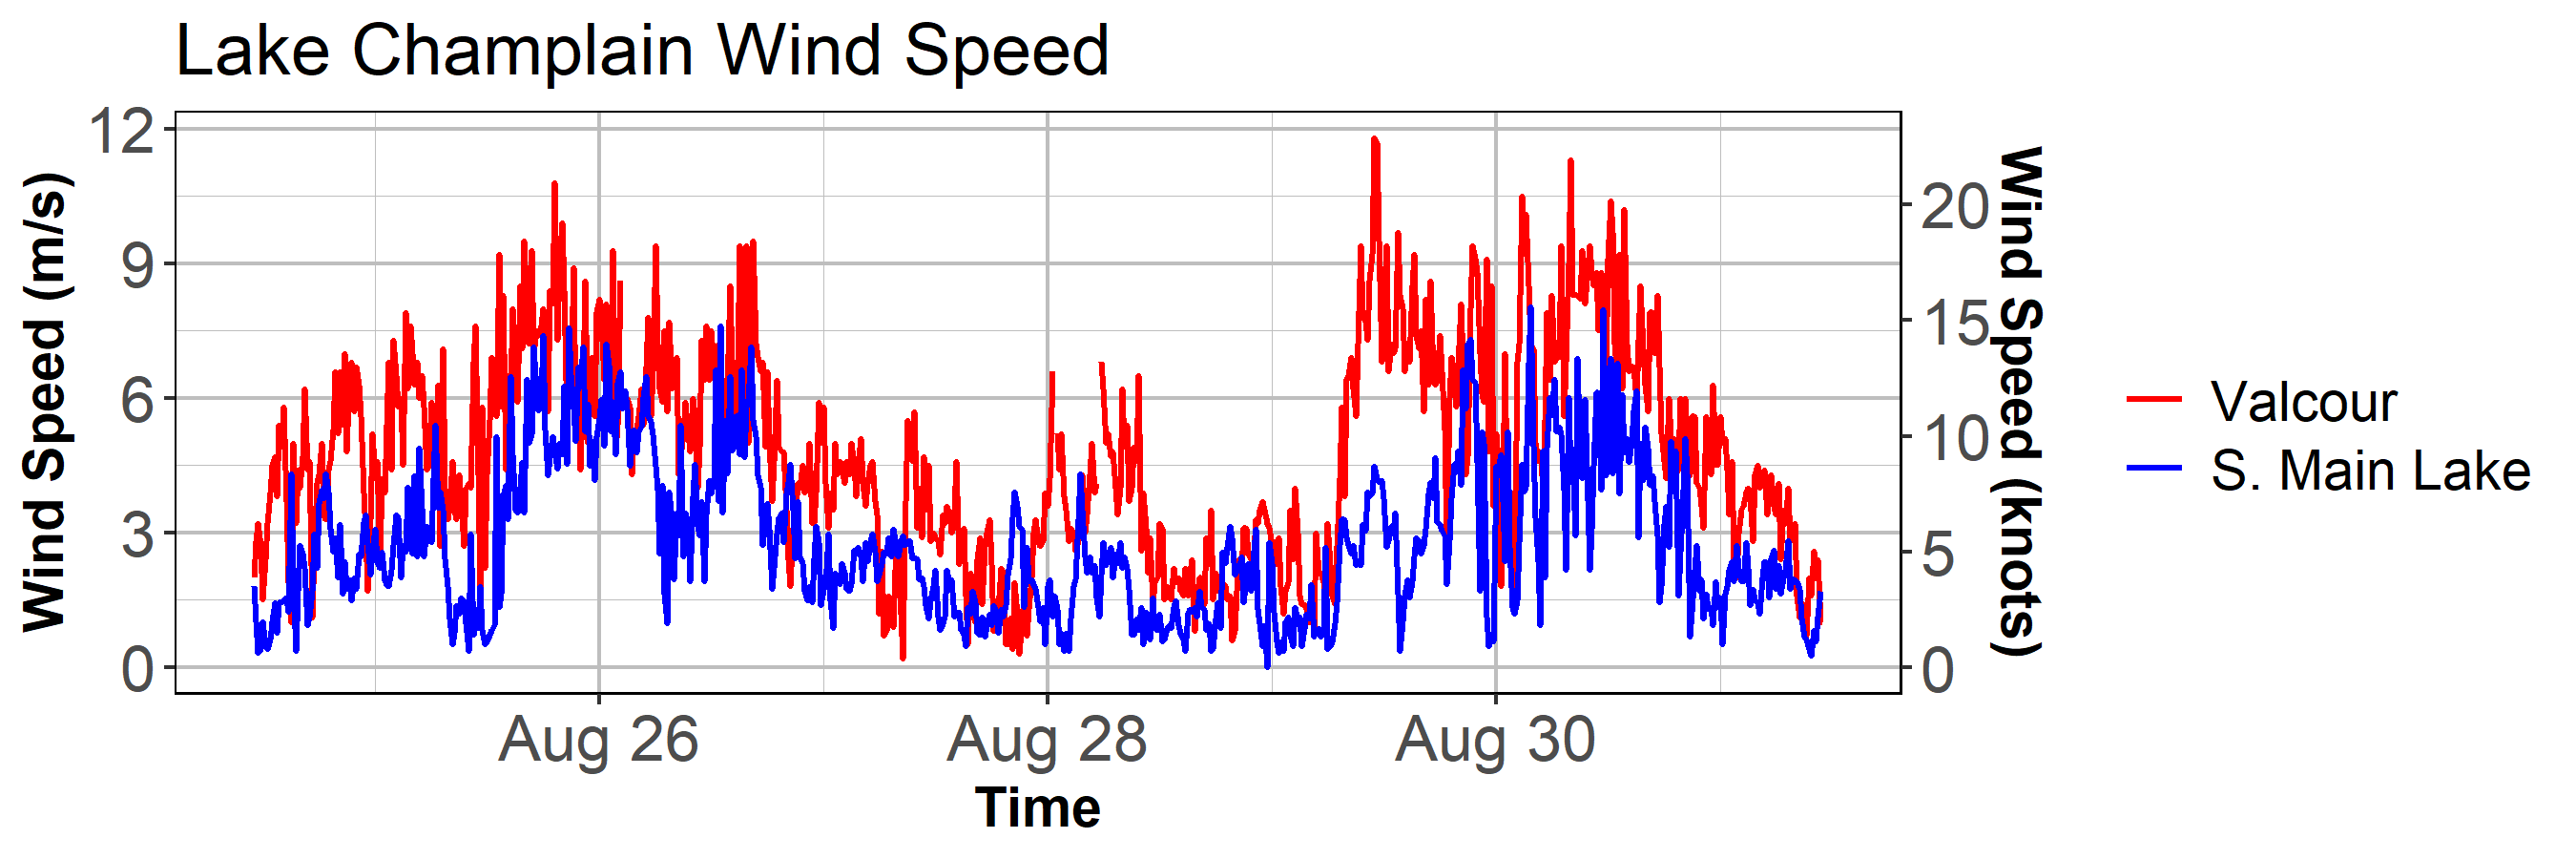 Lake Champlain Wind Speed
12
9
6
3
0
Wind Speed (m/s)
20
15
10
5
0
Wind Speed (knots)
Aug 26
Aug 28
Aug 30
Time
Valcour
S. Main Lake